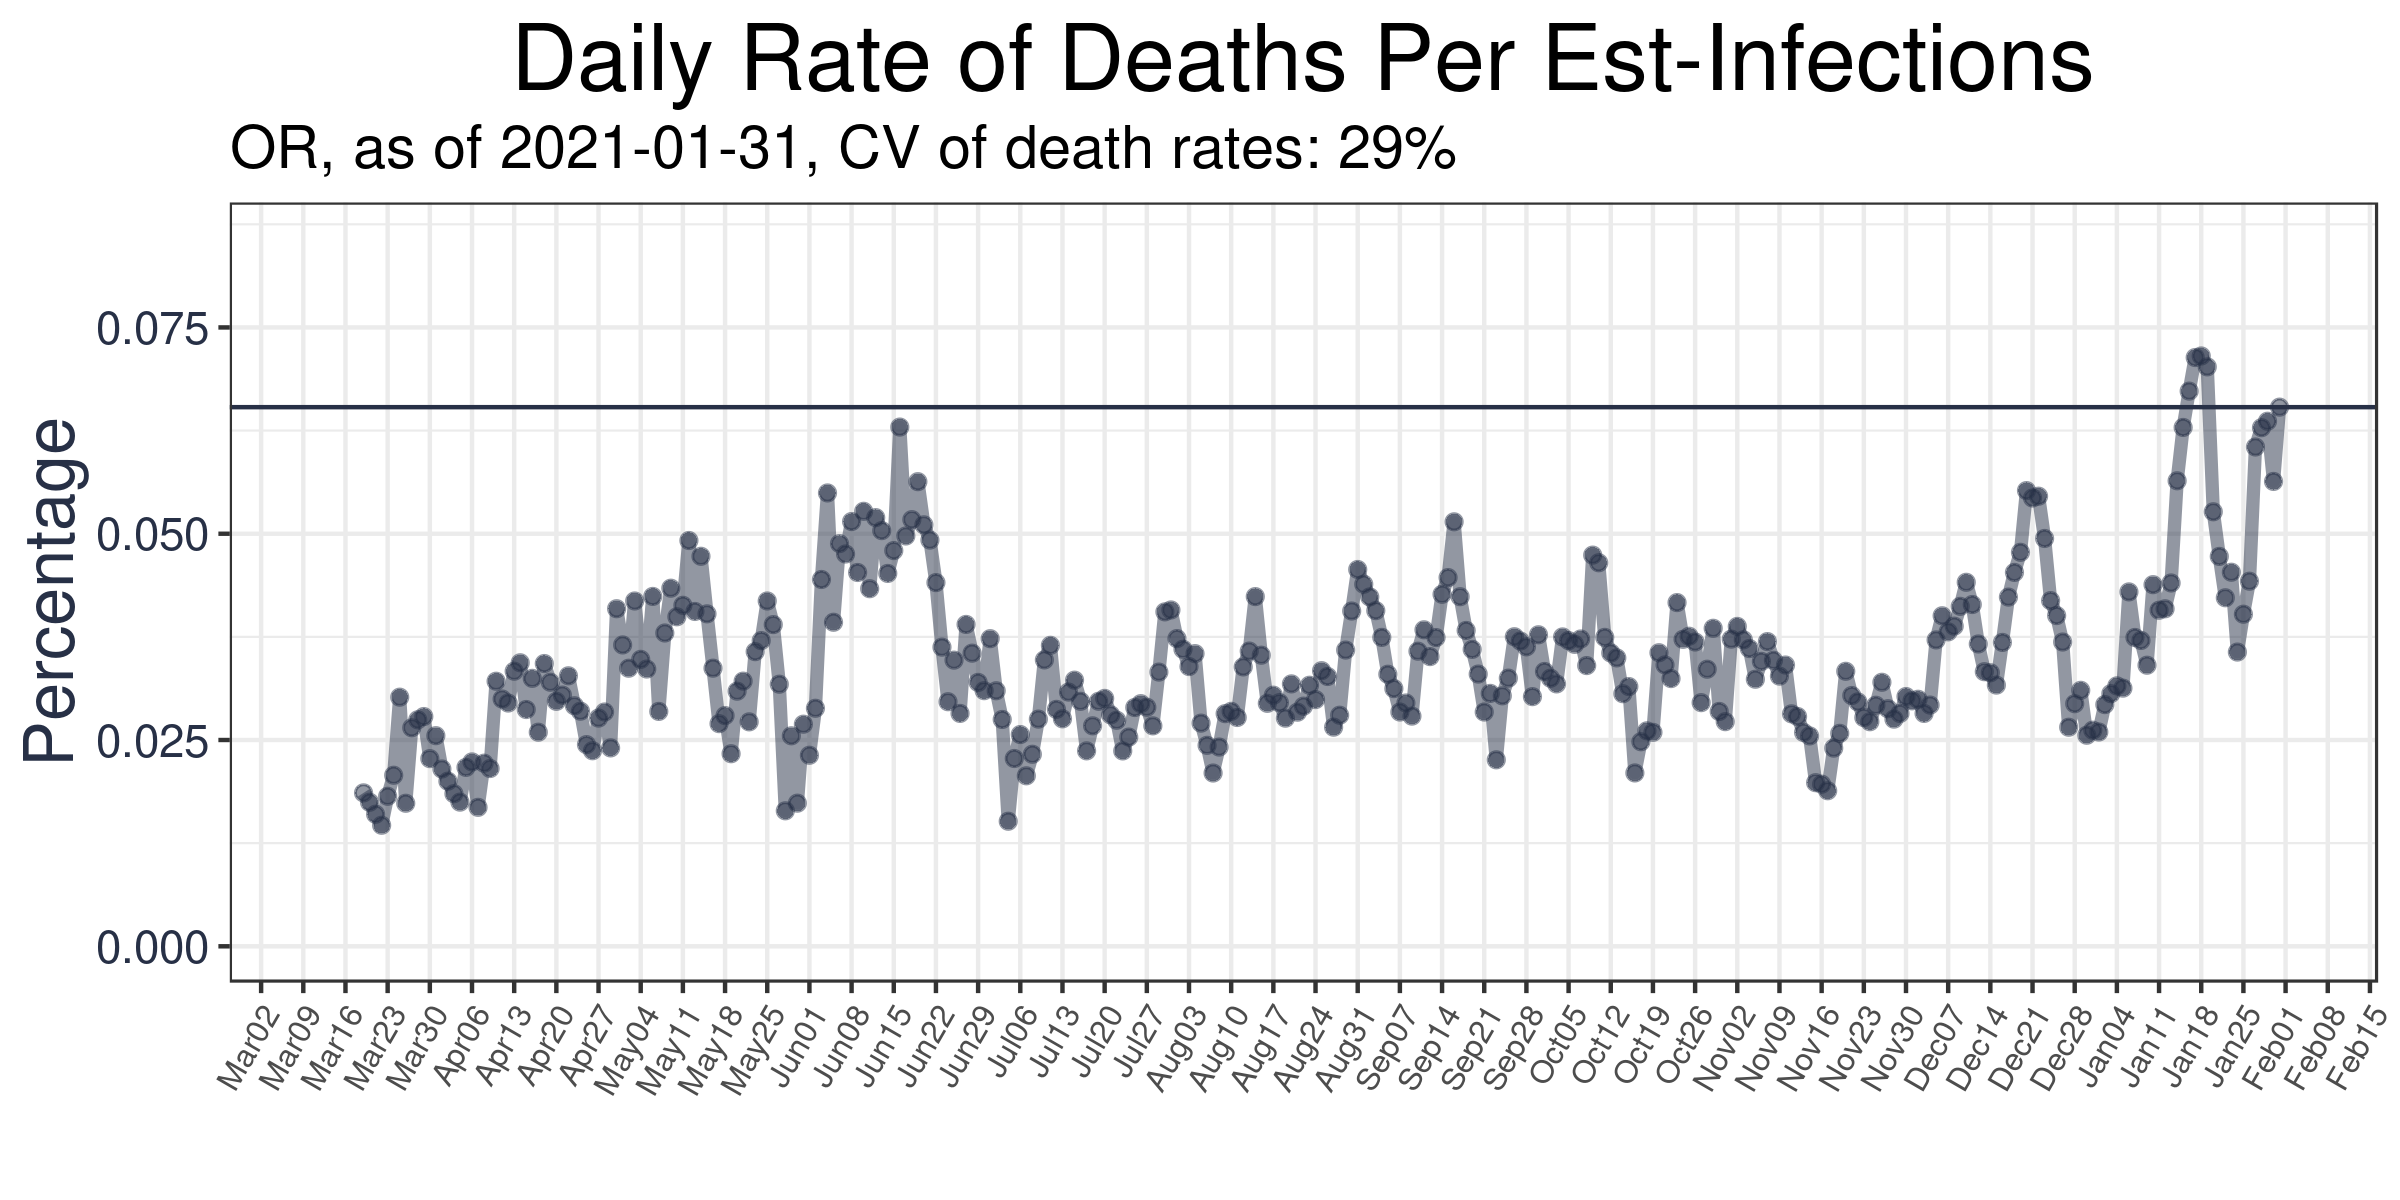 Daily Rate of Deaths Per Est-Infections
OR, as of 2021-01-31, CV of death rates: 29%
Percentage
0.075
0.050
0.025
0.000
Mar02
Mar09
Mar16
Mar23
Mar30
Apr06
Apr13
Apr20
Apr27
May04
May11
May18
May25
Jun01
Jun08
Jun15
Jun22
Jun29
Jul06
Jul13
Jul20
Jul27
Aug03
Aug10
Aug17
Aug24
Aug31
Sep07
Sep14
Sep21
Sep28
Oct05
Oct12
Oct19
Oct26
Nov02
Nov09
Nov16
Nov23
Nov30
Dec07
Dec14
Dec21
Dec28
Jan04
Jan11
Jan18
Jan25
Feb01
Feb08
Feb15